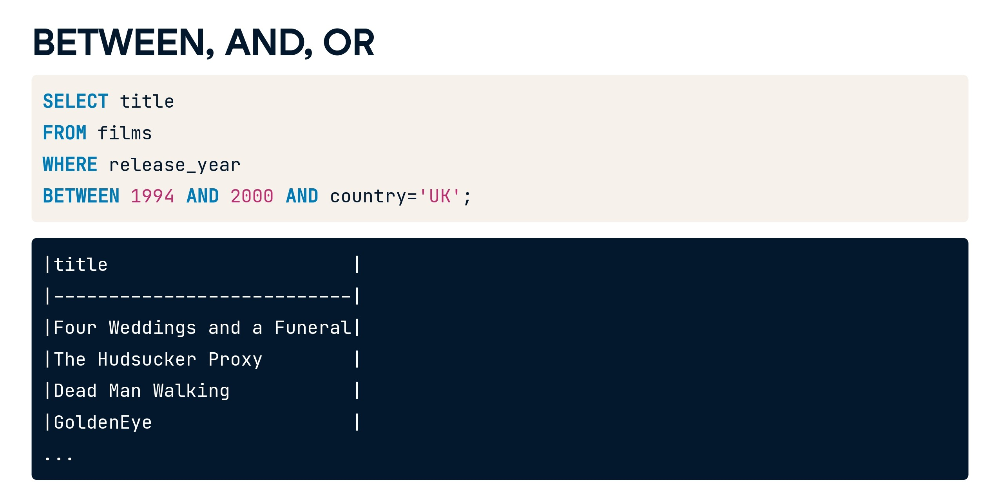 BETWEEN, AND, OR
SELECT title
FROM films
WHERE release_year
BETWEEN 1994 AND 2000 AND country='UK';
|title                      |
|---------------------------|
|Four Weddings and a Funeral|
|The Hudsucker Proxy        |
|Dead Man Walking           |
|GoldenEye                  |
...